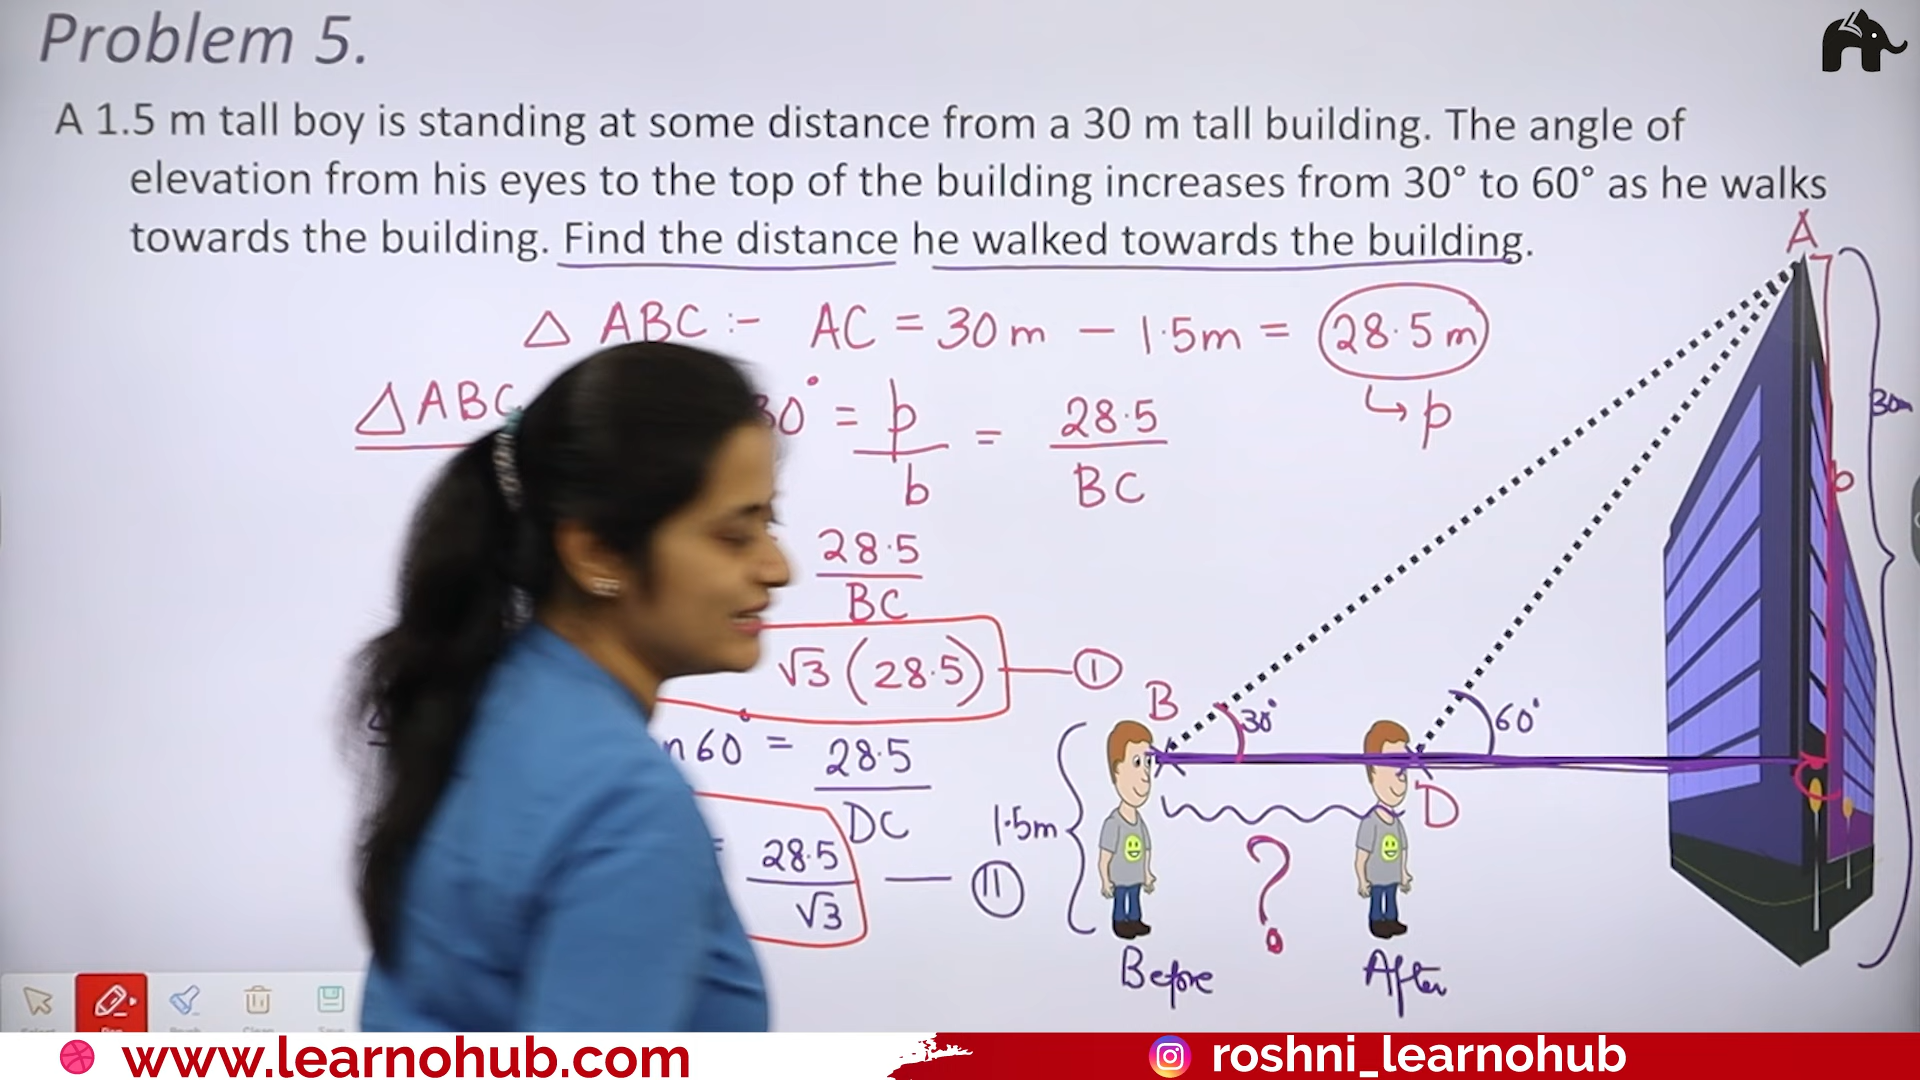 Problem 5.
A 1.5 m tall boy is standing at some distance from a 30 m tall building. The angle of
elevation from his eyes to the top of the building increases from 30° to 60° as he walks
towards the building. Find the distance he walked towards the building.
A
△ ABC :- AC = 30 m - 1.5m = 28.5 m
↳ p
30m
△ABC
30° = p/b = 28.5/BC
p
28.5/BC
√3 (28.5) — I
B
30°
60°
n60 = 28.5/DC
D
1.5m
= 28.5/√3 — II
?
Before
After
www.learnohub.com
roshni_learnohub